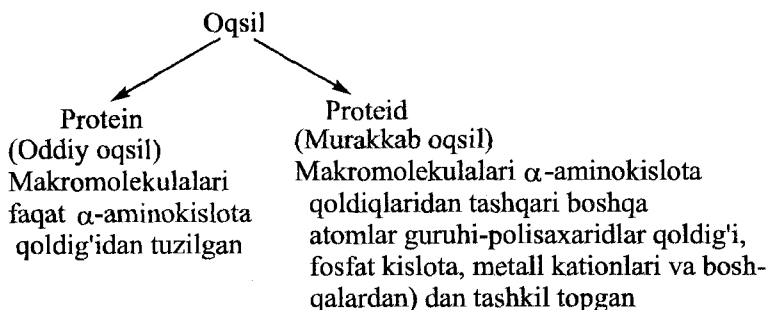 Oqsil
Protein
(Oddiy oqsil)
Makromolekulalari
faqat α-aminokislota
qoldig'idan tuzilgan
Proteid
(Murakkab oqsil)
Makromolekulalari α-aminokislota
qoldiqlaridan tashqari boshqa
atomlar guruhi-polisaxaridlar qoldig'i,
fosfat kislota, metall kationlari va bosh-
qalardan) dan tashkil topgan